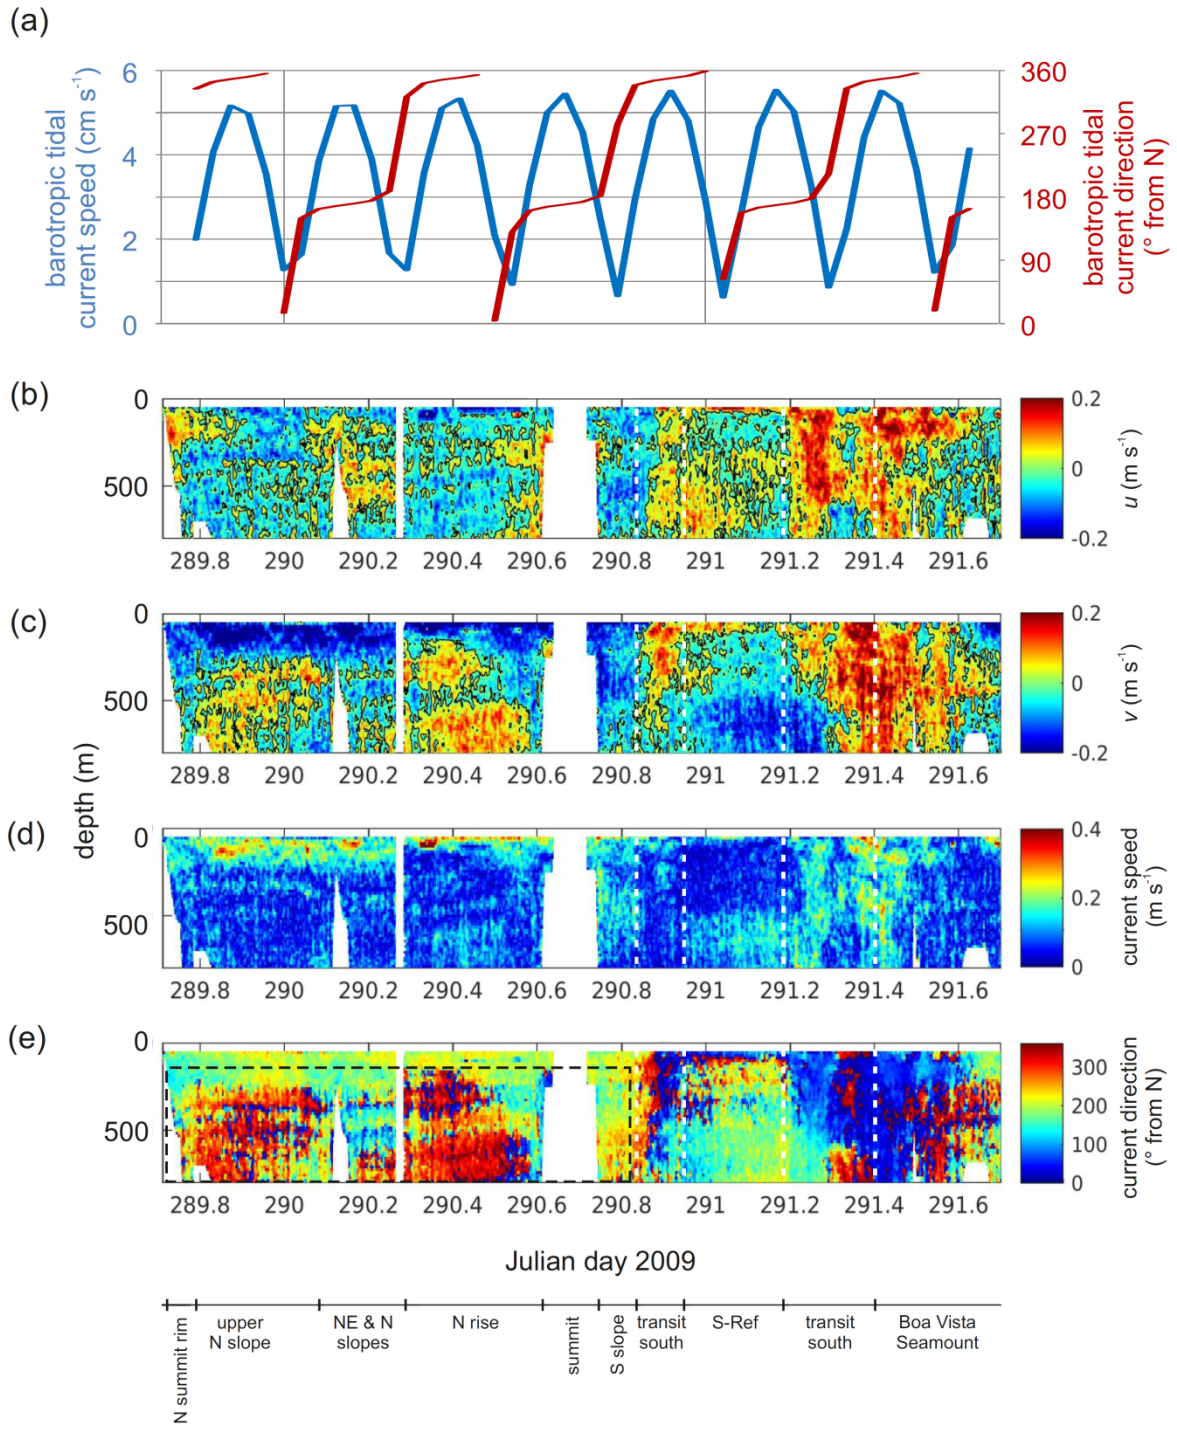 (a)
6
4
2
0
barotropic tidal
current speed (cm s-1)
360
270
180
90
0
barotropic tidal
current direction
(° from N)
(b)
0
500
289.8 290 290.2 290.4 290.6 290.8 291 291.2 291.4 291.6
0.2
0
-0.2
u (m s-1)
(c)
0
500
289.8 290 290.2 290.4 290.6 290.8 291 291.2 291.4 291.6
0.2
0
-0.2
v (m s-1)
depth (m)
(d)
0
500
289.8 290 290.2 290.4 290.6 290.8 291 291.2 291.4 291.6
0.4
0.2
0
current speed
(m s-1)
(e)
0
500
289.8 290 290.2 290.4 290.6 290.8 291 291.2 291.4 291.6
300
200
100
0
current direction
(° from N)
Julian day 2009
N summit rim
upper
N slope
NE & N
slopes
N rise
summit
S slope
transit
south
S-Ref
transit
south
Boa Vista
Seamount